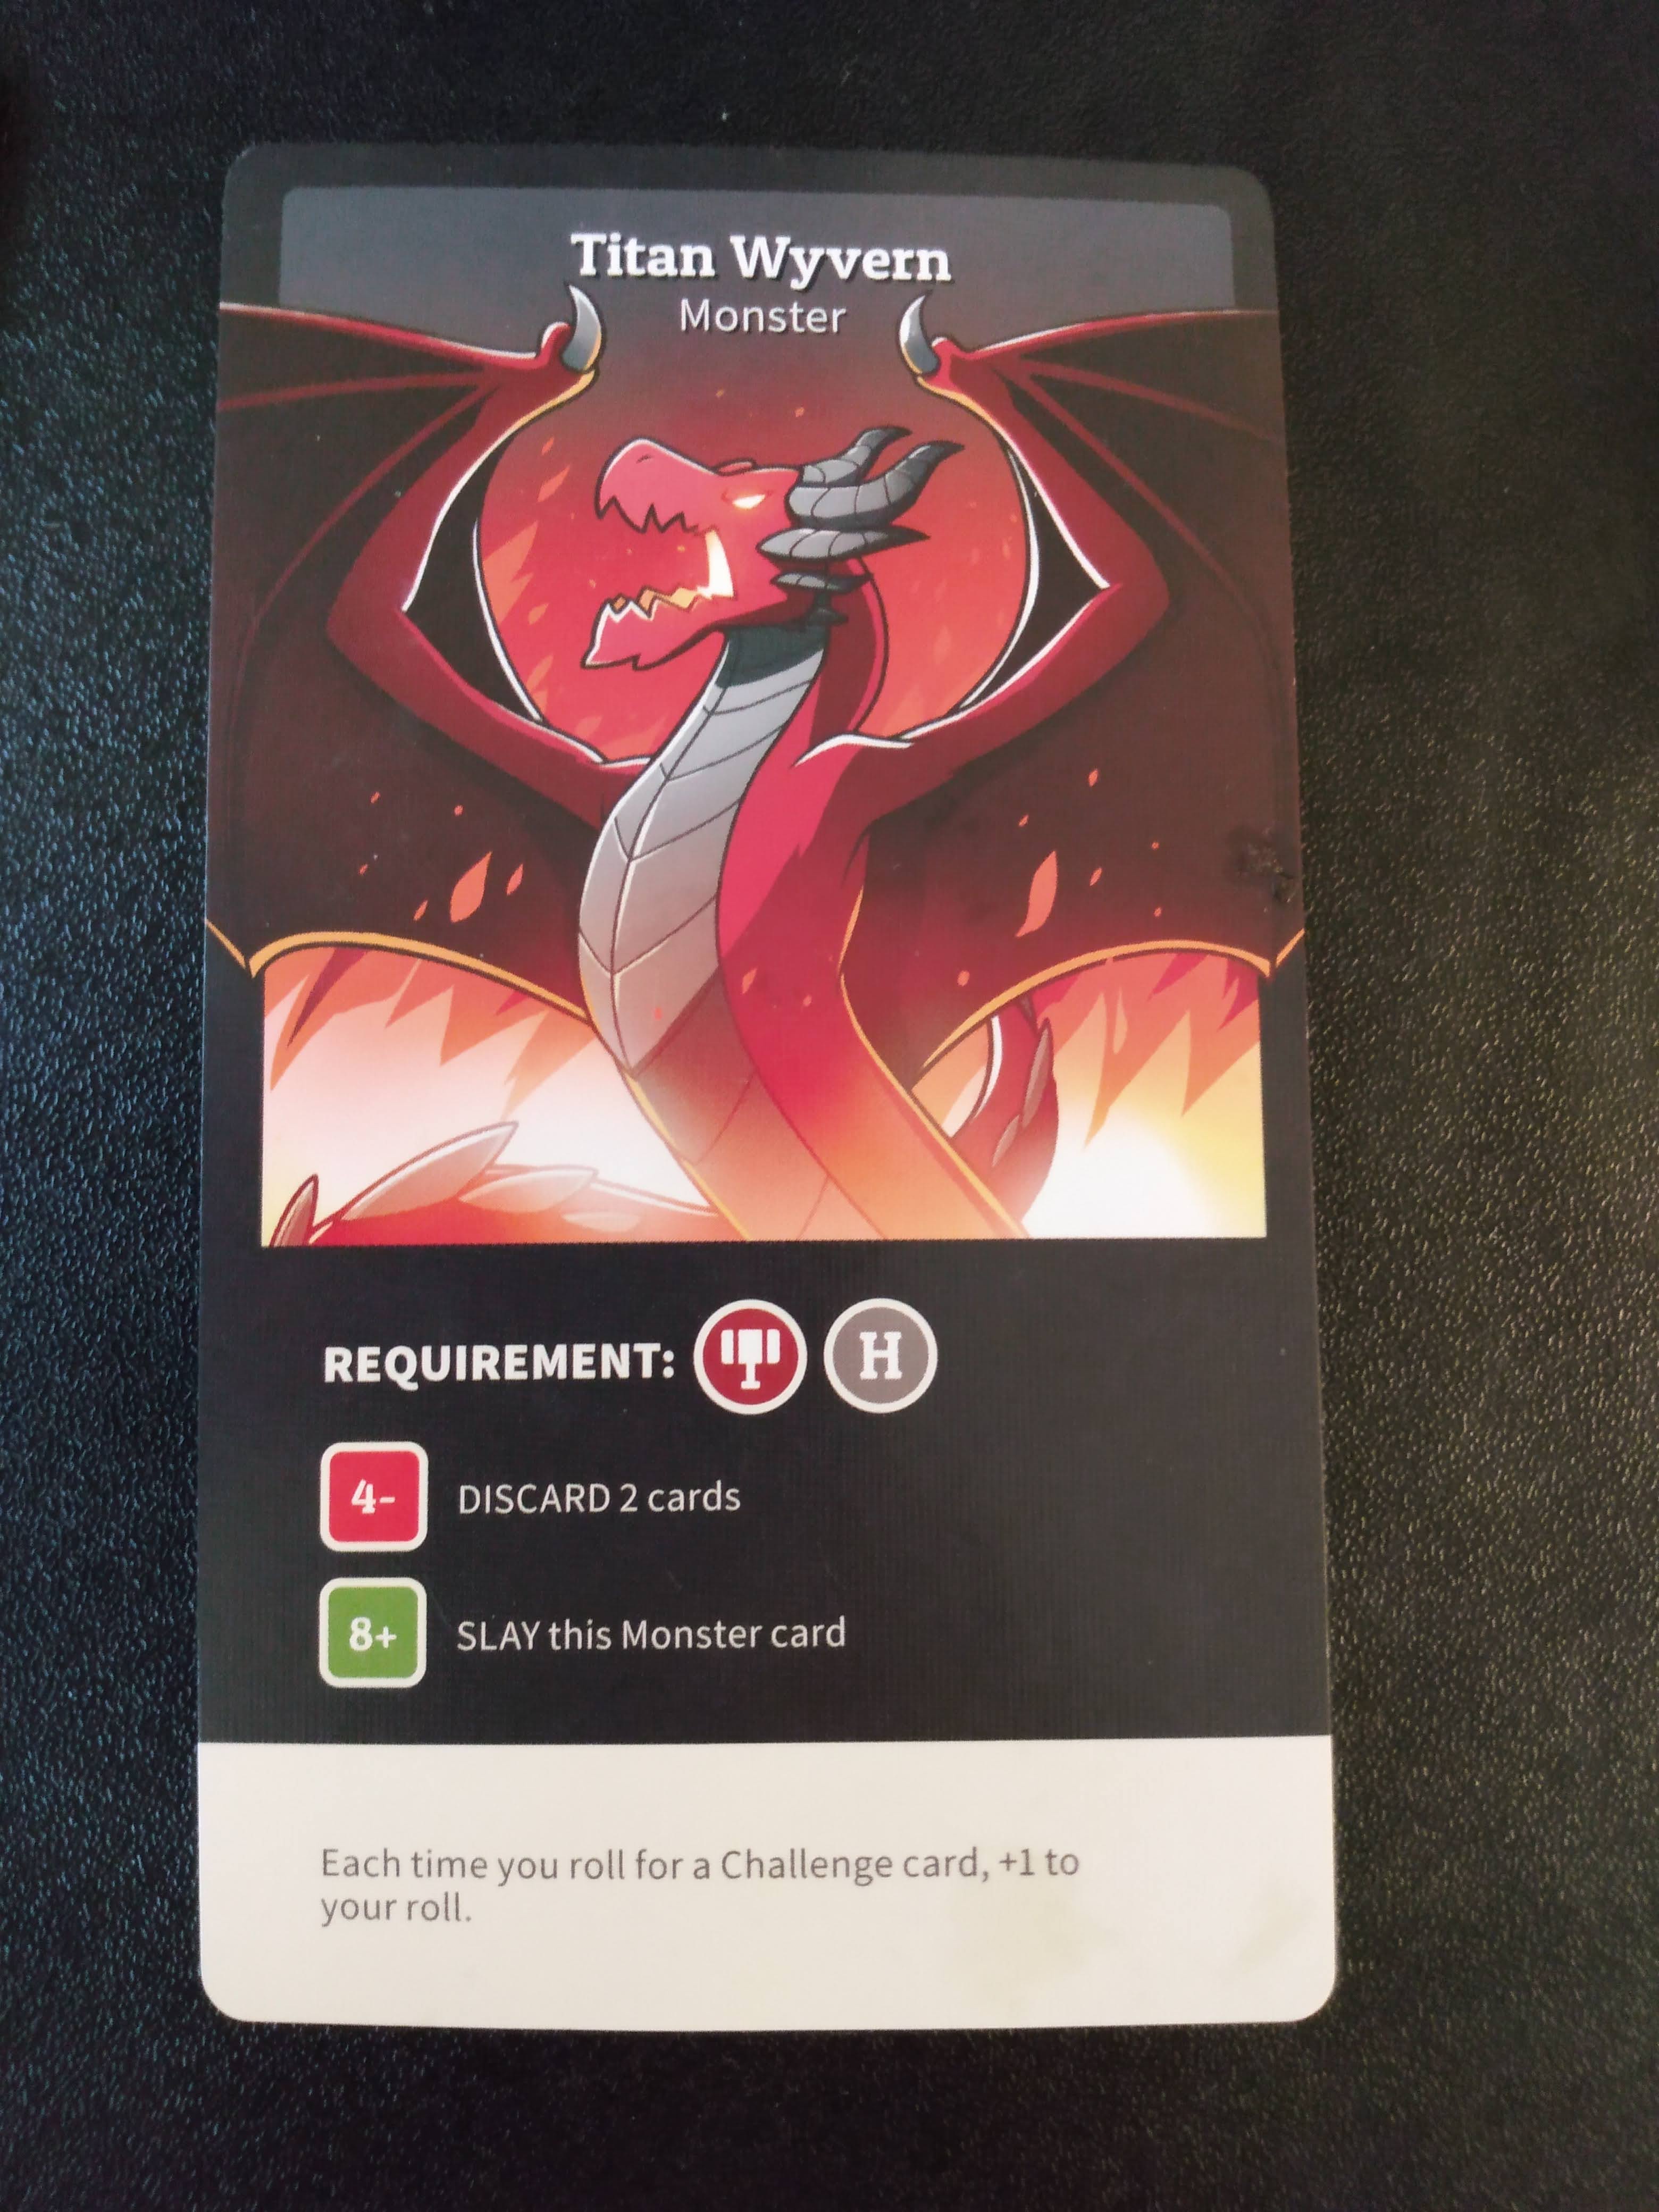 Titan Wyvern
Monster
REQUIREMENT: H
4- DISCARD 2 cards
8+ SLAY this Monster card
Each time you roll for a Challenge card, +1 to
your roll.